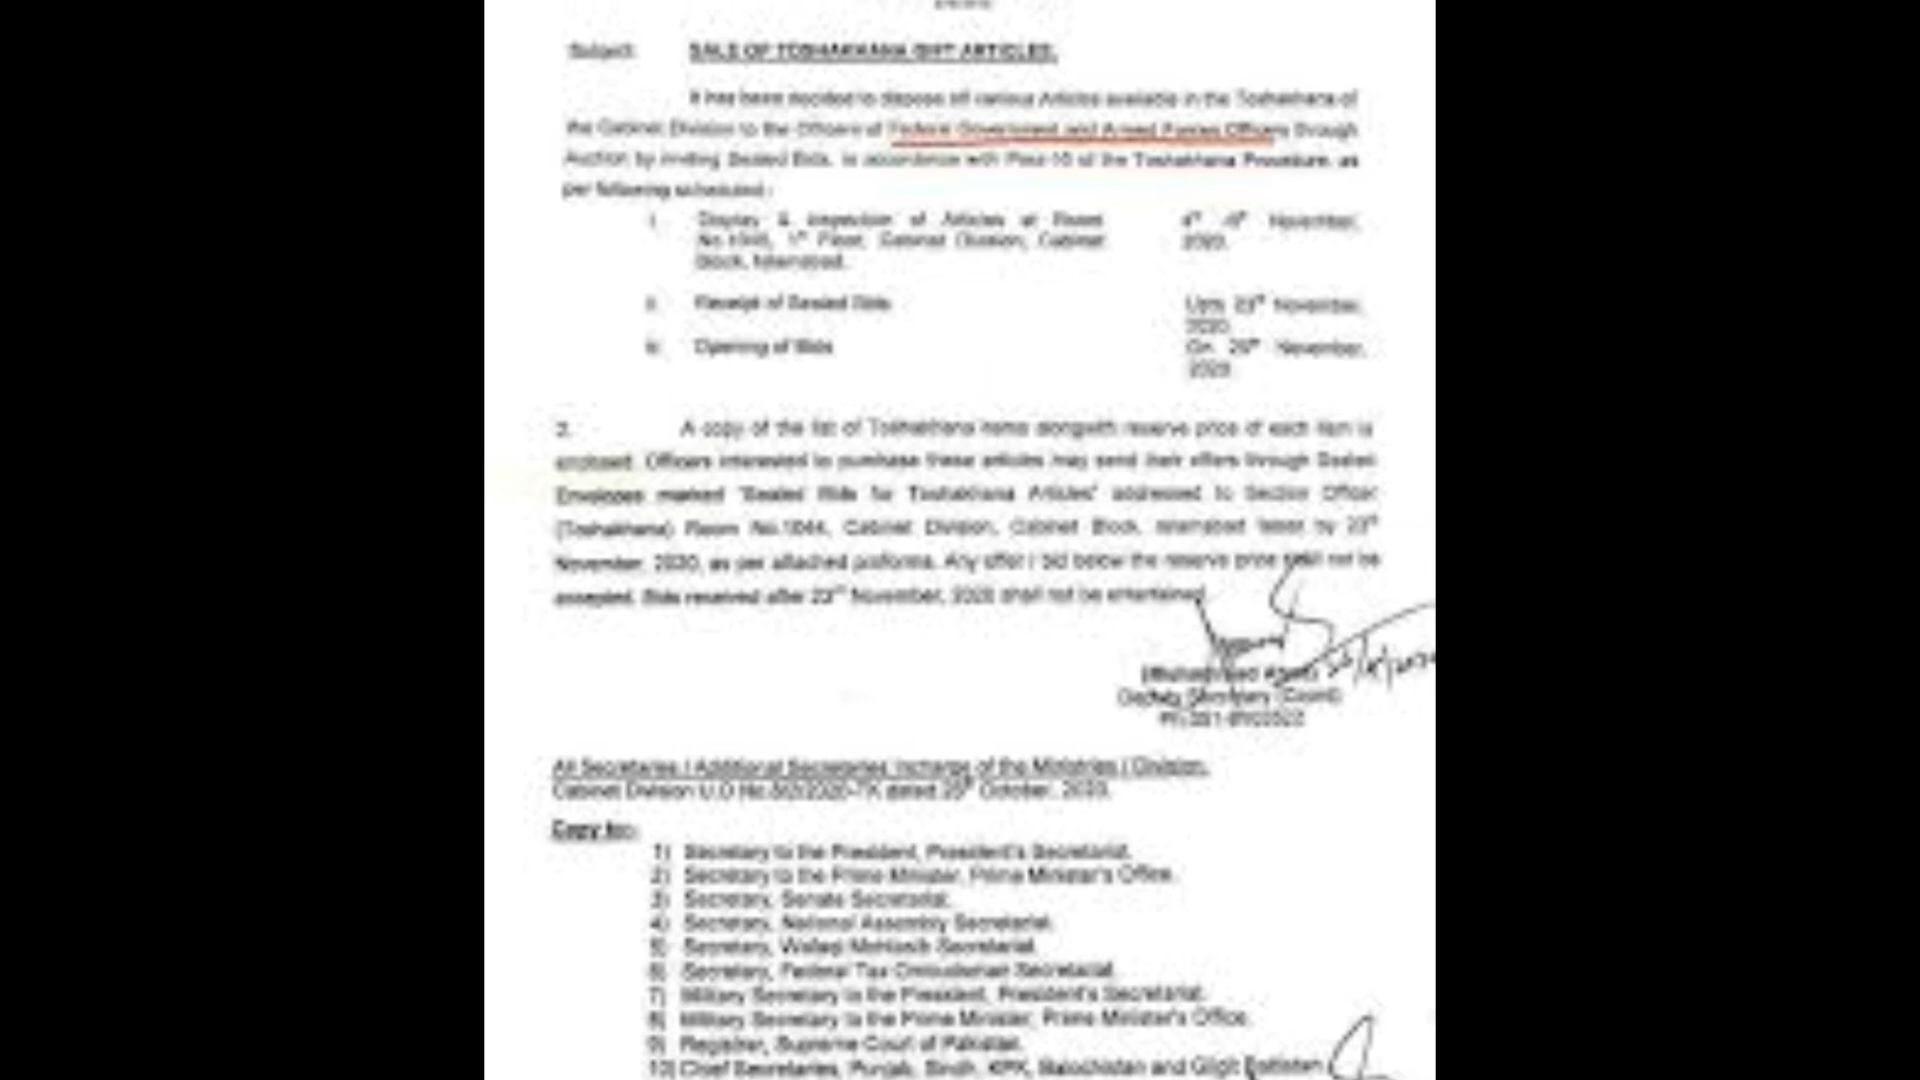 Subject: SALE OF TOSHAKHANA GIFT ARTICLES.
It has been decided to dispose off various Articles available in the Toshakhana of
the Cabinet Division to the Officers of Federal Government and Armed Forces Officers through
Auction by inviting Sealed Bids, in accordance with of the Toshakhana Procedure, as
per following scheduled:
i. Display & Inspection of Articles at Room 4th November,
1st Floor, Cabinet Division, Cabinet 2020.
Block, Islamabad.
ii. Receipt of Sealed Bids Upto 23rd November,
2020.
iii. Opening of Bids On November,
2020.
2. A copy of the list of Toshakhana items alongwith reserve price of each item is
enclosed. Officers interested to purchase these articles may send their offers through Sealed
Envelopes marked "Sealed Bids for Toshakhana Articles" addressed to Section Officer
(Toshakhana) Room No.1044, Cabinet Division, Cabinet Block, Islamabad latest by 23rd
November, 2020, as per attached proforma. Any offer / bid below the reserve price shall not be
accepted. Bids received after 23rd November, 2020 shall not be entertained.
(Muhammad
Deputy Secretary
All Secretaries / Additional Secretaries Incharge of the Ministries / Division.
Cabinet Division U.O dated October, 2020.
Copy to:-
1) Secretary to the President, President's Secretariat.
2) Secretary to the Prime Minister, Prime Minister's Office.
3) Secretary, Senate Secretariat.
4) Secretary, National Assembly Secretariat.
5) Secretary, Wafaqi Mohtasib Secretariat.
6) Secretary, Federal Tax Ombudsman Secretariat.
7) Military Secretary to the President, President's Secretariat.
8) Military Secretary to the Prime Minister, Prime Minister's Office.
9) Registrar, Supreme Court of Pakistan.
10) Chief Secretaries, Punjab, Sindh, KPK, Balochistan and Gilgit Baltistan